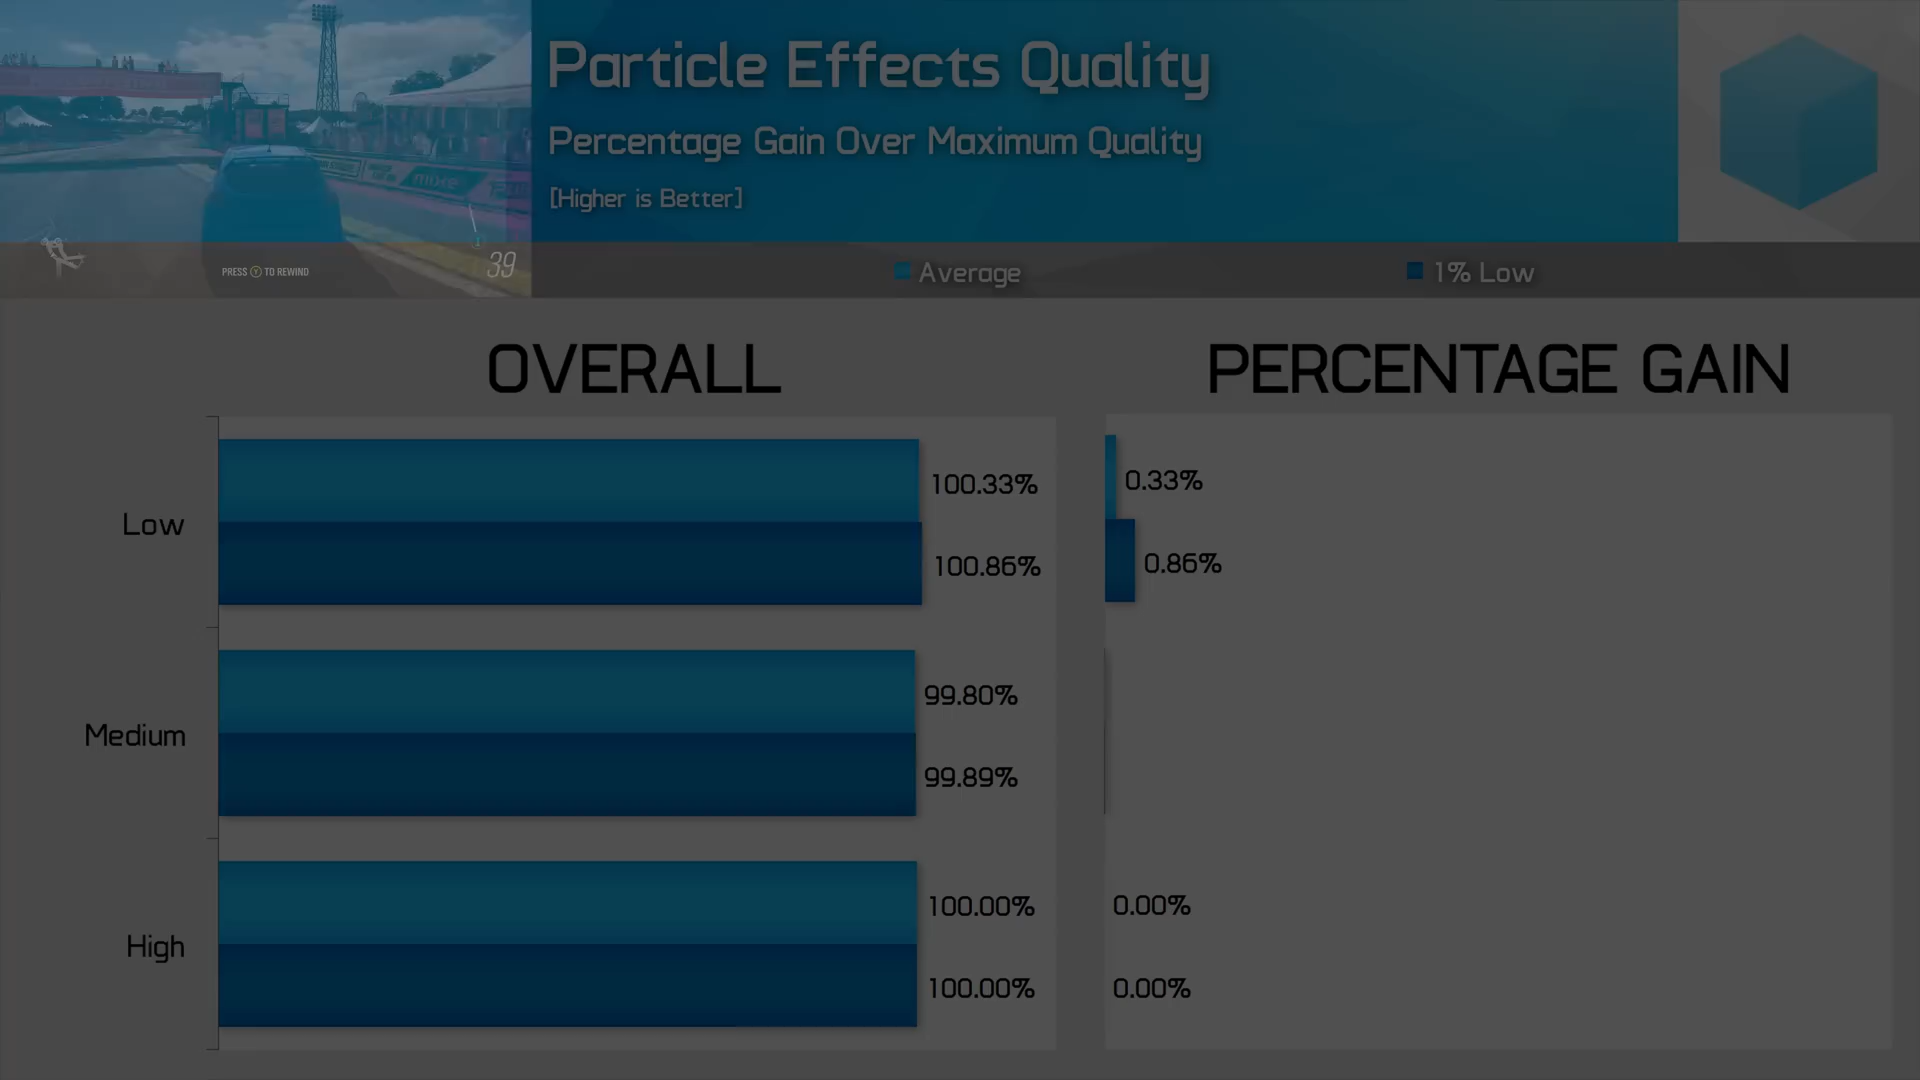 Particle Effects Quality
Percentage Gain Over Maximum Quality
[Higher is Better]
PRESS Y TO REWIND
39
Average
1% Low
OVERALL
PERCENTAGE GAIN
Low
100.33%
100.86%
0.33%
0.86%
Medium
99.80%
99.89%
High
100.00%
100.00%
0.00%
0.00%